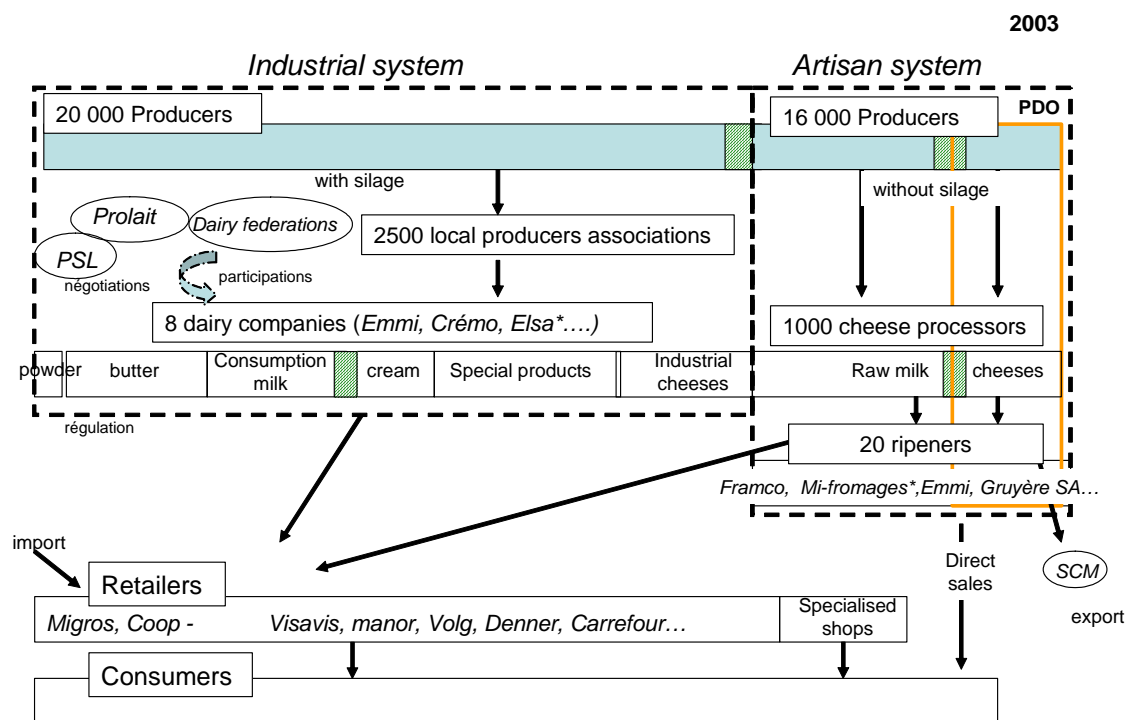 2003
Industrial system
Artisan system
20 000 Producers
16 000 Producers
PDO
with silage
without silage
Prolait
Dairy federations
2500 local producers associations
PSL
négotiations
participations
8 dairy companies (Emmi, Crémo, Elsa*….)
1000 cheese processors
powder
butter
Consumption
milk
cream
Special products
Industrial
cheeses
Raw milk
cheeses
régulation
20 ripeners
Framco, Mi-fromages*,Emmi, Gruyère SA…
import
Direct
sales
SCM
export
Retailers
Migros, Coop - Visavis, manor, Volg, Denner, Carrefour…
Specialised
shops
Consumers